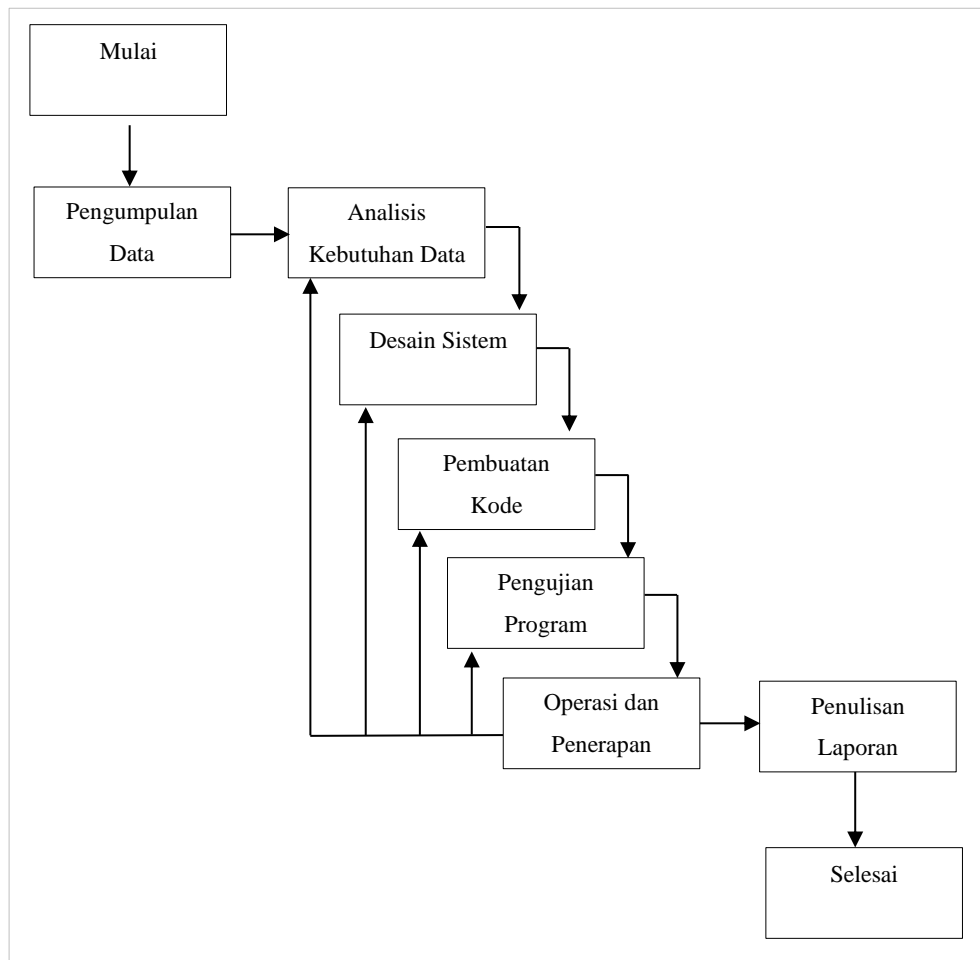 Mulai
Pengumpulan
Data
Analisis
Kebutuhan Data
Desain Sistem
Pembuatan
Kode
Pengujian
Program
Operasi dan
Penerapan
Penulisan
Laporan
Selesai